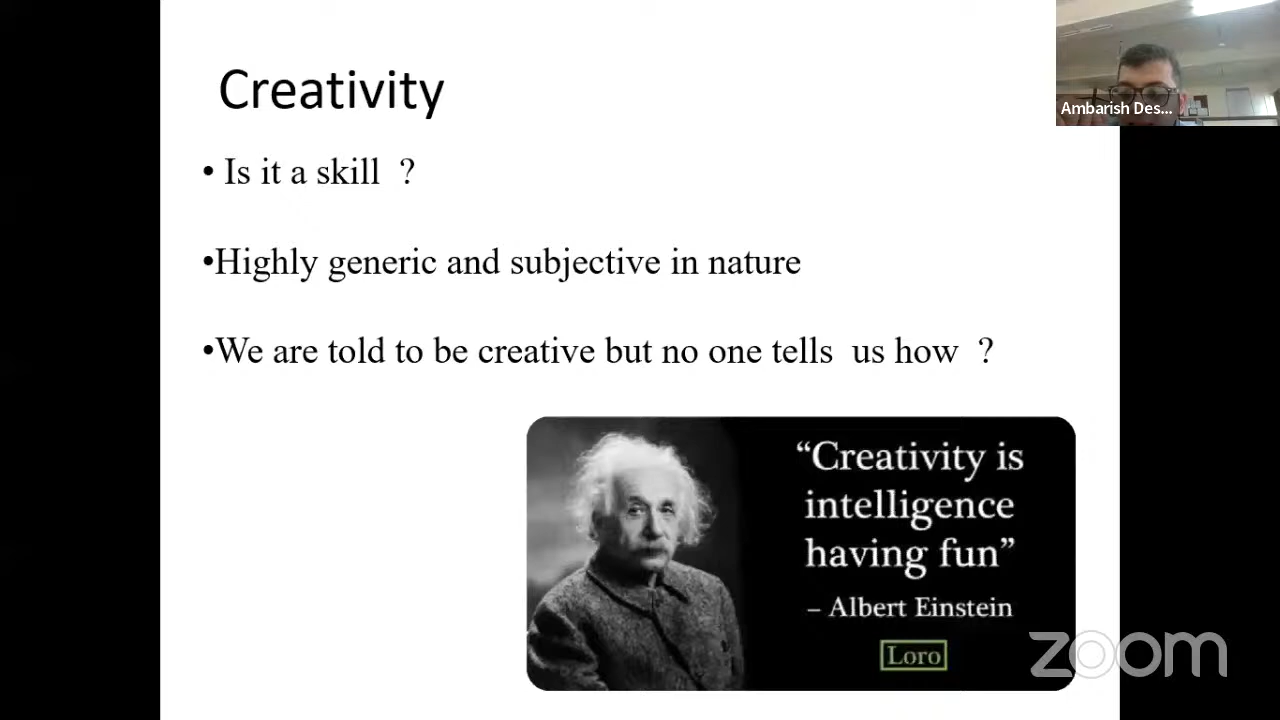 Creativity
Ambarish Des...
• Is it a skill ?
•Highly generic and subjective in nature
•We are told to be creative but no one tells us how ?
“Creativity is
intelligence
having fun”
– Albert Einstein
Loro
zoom